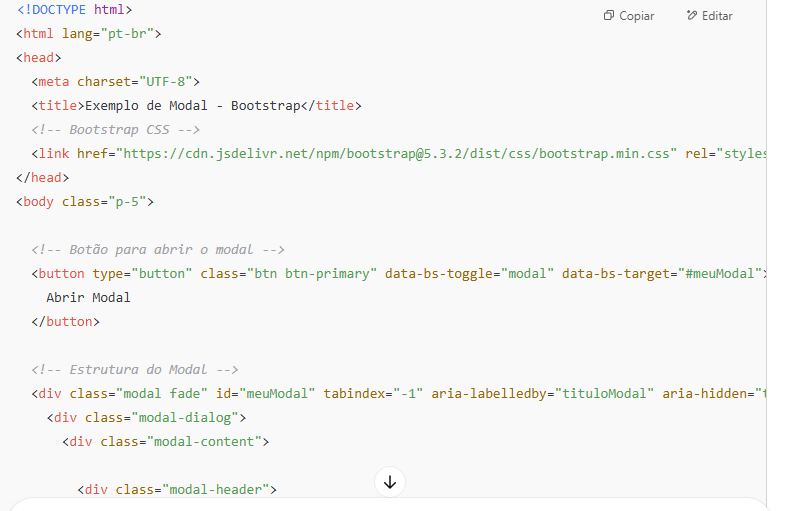 <!DOCTYPE html>
Copiar
Editar
<html lang="pt-br">
<head>
<meta charset="UTF-8">
<title>Exemplo de Modal - Bootstrap</title>
<!-- Bootstrap CSS -->
<link href="https://cdn.jsdelivr.net/npm/bootstrap@5.3.2/dist/css/bootstrap.min.css" rel="styles
</head>
<body class="p-5">
<!-- Botão para abrir o modal -->
<button type="button" class="btn btn-primary" data-bs-toggle="modal" data-bs-target="#meuModal">
Abrir Modal
</button>
<!-- Estrutura do Modal -->
<div class="modal fade" id="meuModal" tabindex="-1" aria-labelledby="tituloModal" aria-hidden="t
<div class="modal-dialog">
<div class="modal-content">
<div class="modal-header">